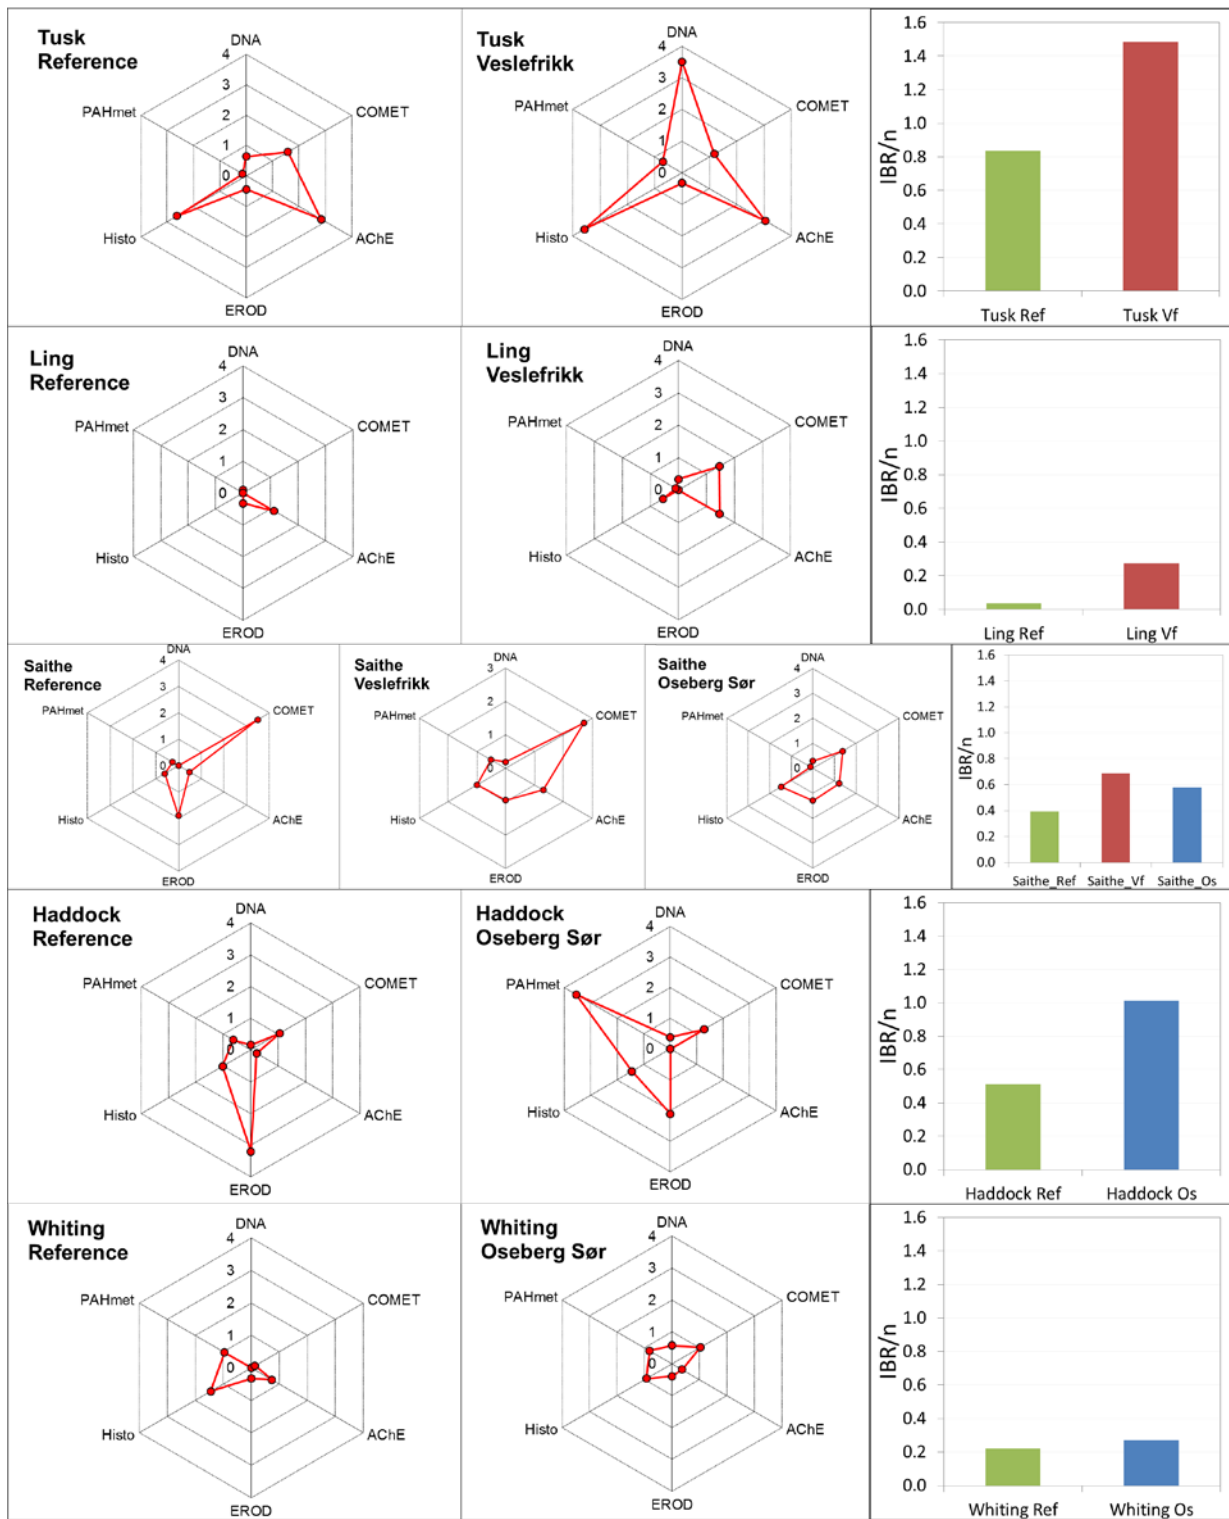 Tusk
Reference
DNA
4
3
2
1
0
COMET
AChE
EROD
Histo
PAHmet
Tusk
Veslefrikk
DNA
4
3
2
1
0
COMET
AChE
EROD
Histo
PAHmet
IBR/n
1.6
1.4
1.2
1.0
0.8
0.6
0.4
0.2
0.0
Tusk Ref
Tusk Vf
Ling
Reference
DNA
4
3
2
1
0
COMET
AChE
EROD
Histo
PAHmet
Ling
Veslefrikk
DNA
4
3
2
1
0
COMET
AChE
EROD
Histo
PAHmet
IBR/n
1.6
1.4
1.2
1.0
0.8
0.6
0.4
0.2
0.0
Ling Ref
Ling Vf
Saithe
Reference
DNA
4
3
2
1
0
COMET
AChE
EROD
Histo
PAHmet
Saithe
Veslefrikk
DNA
3
2
1
0
COMET
AChE
EROD
Histo
PAHmet
Saithe
Oseberg Sør
DNA
4
3
2
1
0
COMET
AChE
EROD
Histo
PAHmet
IBR/n
1.6
1.4
1.2
1.0
0.8
0.6
0.4
0.2
0.0
Saithe_Ref
Saithe_Vf
Saithe_Os
Haddock
Reference
DNA
4
3
2
1
0
COMET
AChE
EROD
Histo
PAHmet
Haddock
Oseberg Sør
DNA
4
3
2
1
0
COMET
AChE
EROD
Histo
PAHmet
IBR/n
1.6
1.4
1.2
1.0
0.8
0.6
0.4
0.2
0.0
Haddock Ref
Haddock Os
Whiting
Reference
DNA
4
3
2
1
0
COMET
AChE
EROD
Histo
PAHmet
Whiting
Oseberg Sør
DNA
4
3
2
1
0
COMET
AChE
EROD
Histo
PAHmet
IBR/n
1.6
1.4
1.2
1.0
0.8
0.6
0.4
0.2
0.0
Whiting Ref
Whiting Os